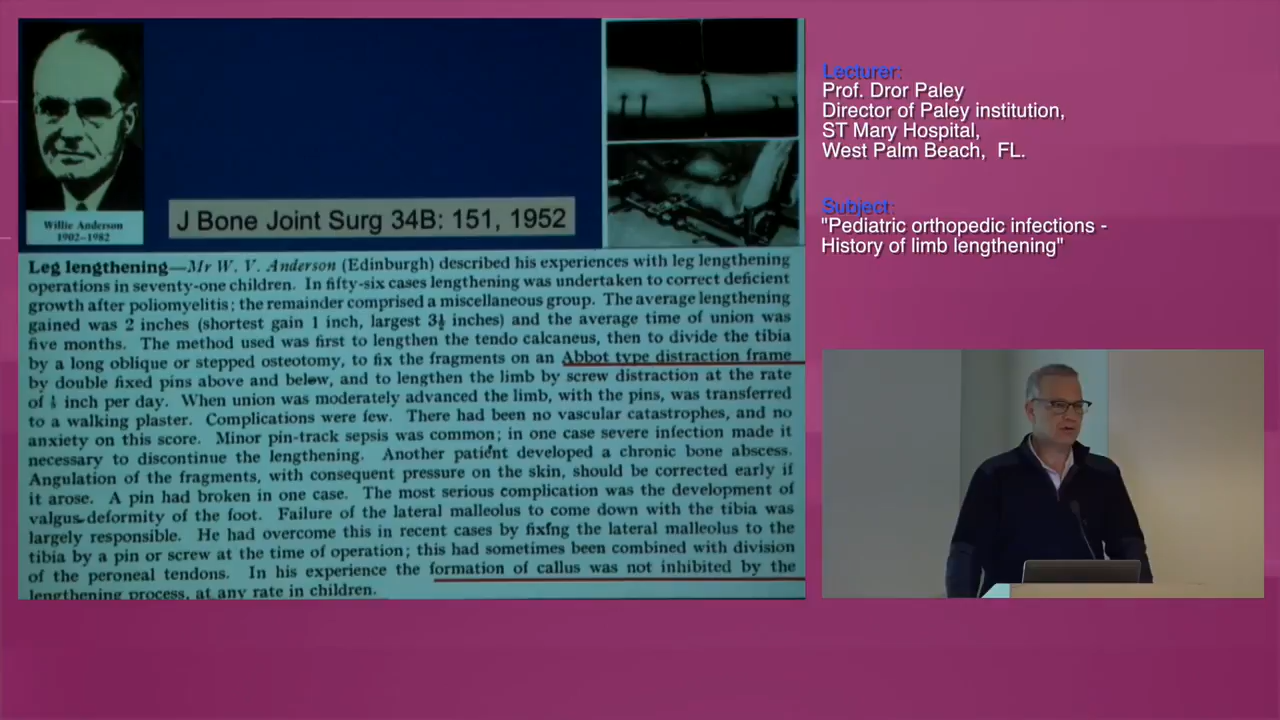 Willie Anderson
1902–1982
J Bone Joint Surg 34B: 151, 1952
Leg lengthening—Mr W. V. Anderson (Edinburgh) described his experiences with leg lengthening
operations in seventy-one children. In fifty-six cases lengthening was undertaken to correct deficient
growth after poliomyelitis; the remainder comprised a miscellaneous group. The average lengthening
gained was 2 inches (shortest gain 1 inch, largest 3½ inches) and the average time of union was
five months. The method used was first to lengthen the tendo calcaneus, then to divide the tibia
by a long oblique or stepped osteotomy, to fix the fragments on an Abbot type distraction frame
by double fixed pins above and below, and to lengthen the limb by screw distraction at the rate
of inch per day. When union was moderately advanced the limb, with the pins, was transferred
to a walking plaster. Complications were few. There had been no vascular catastrophes, and no
anxiety on this score. Minor pin-track sepsis was common; in one case severe infection made it
necessary to discontinue the lengthening. Another patient developed a chronic bone abscess.
Angulation of the fragments, with consequent pressure on the skin, should be corrected early if
it arose. A pin had broken in one case. The most serious complication was the development of
valgus deformity of the foot. Failure of the lateral malleolus to come down with the tibia was
largely responsible. He had overcome this in recent cases by fixing the lateral malleolus to the
tibia by a pin or screw at the time of operation; this had sometimes been combined with division
of the peroneal tendons. In his experience the formation of callus was not inhibited by the
lengthening process, at any rate in children.
Lecturer:
Prof. Dror Paley
Director of Paley institution,
ST Mary Hospital,
West Palm Beach, FL.
Subject:
"Pediatric orthopedic infections -
History of limb lengthening"